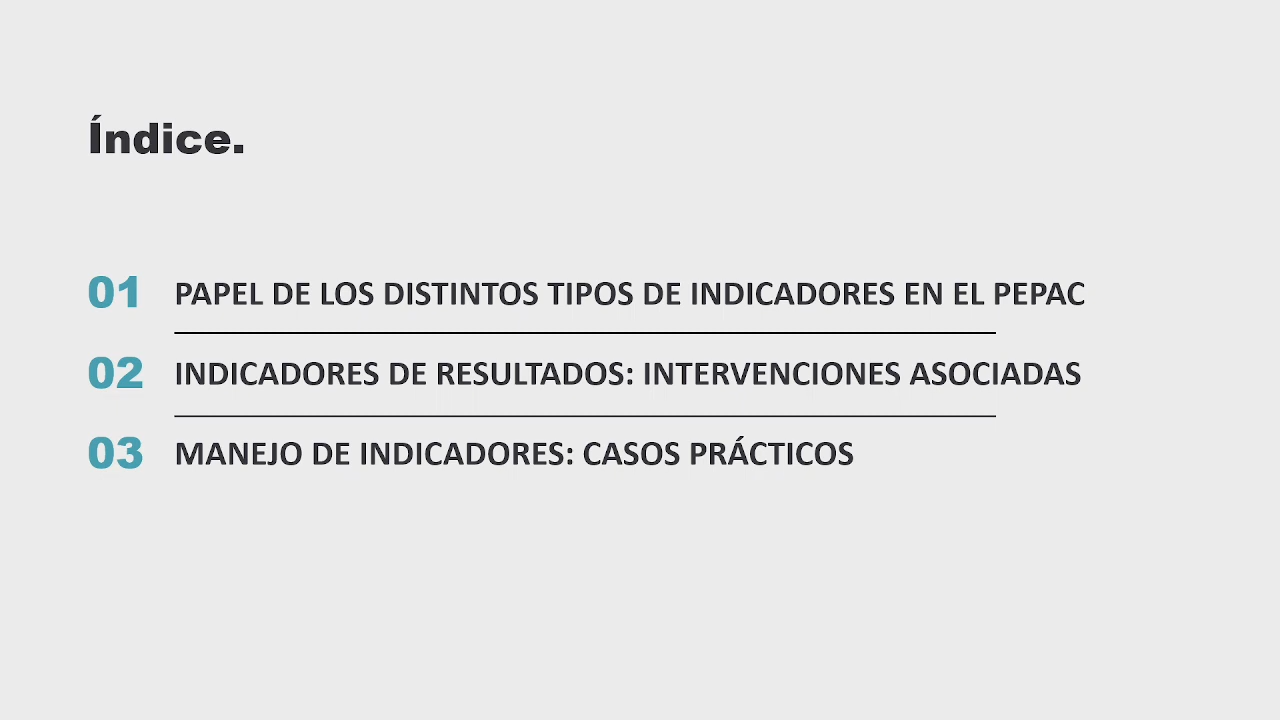 Índice.
01 PAPEL DE LOS DISTINTOS TIPOS DE INDICADORES EN EL PEPAC
02 INDICADORES DE RESULTADOS: INTERVENCIONES ASOCIADAS
03 MANEJO DE INDICADORES: CASOS PRÁCTICOS